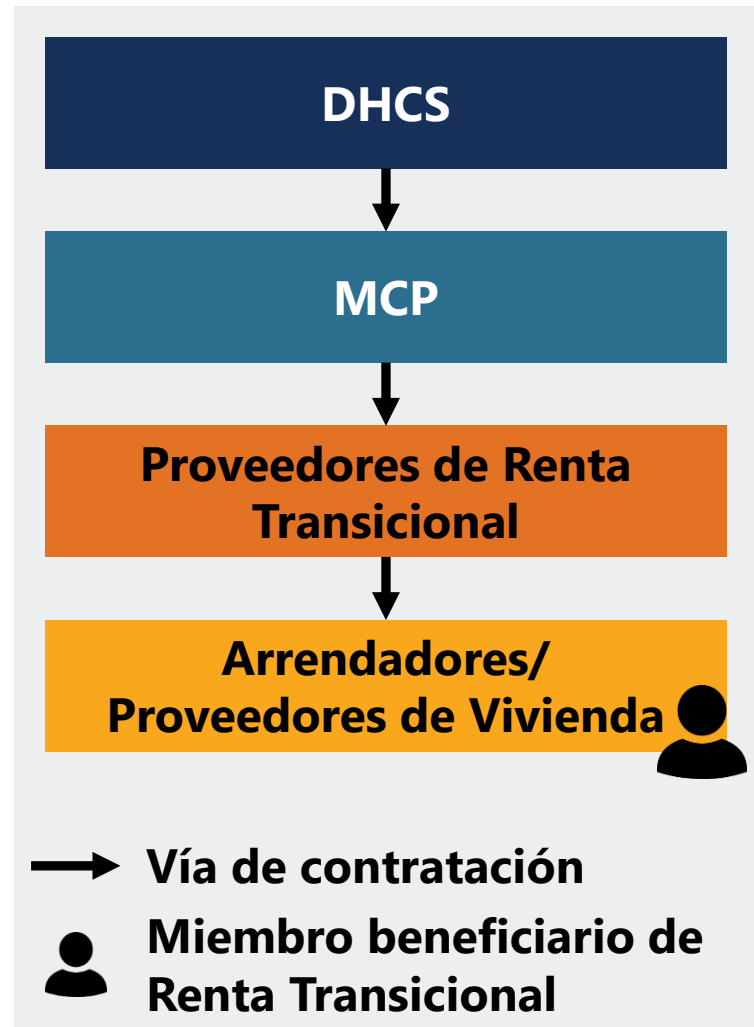 DHCS
MCP
Proveedores de Renta
Transicional
Arrendadores/
Proveedores de Vivienda
Vía de contratación
Miembro beneficiario de
Renta Transicional